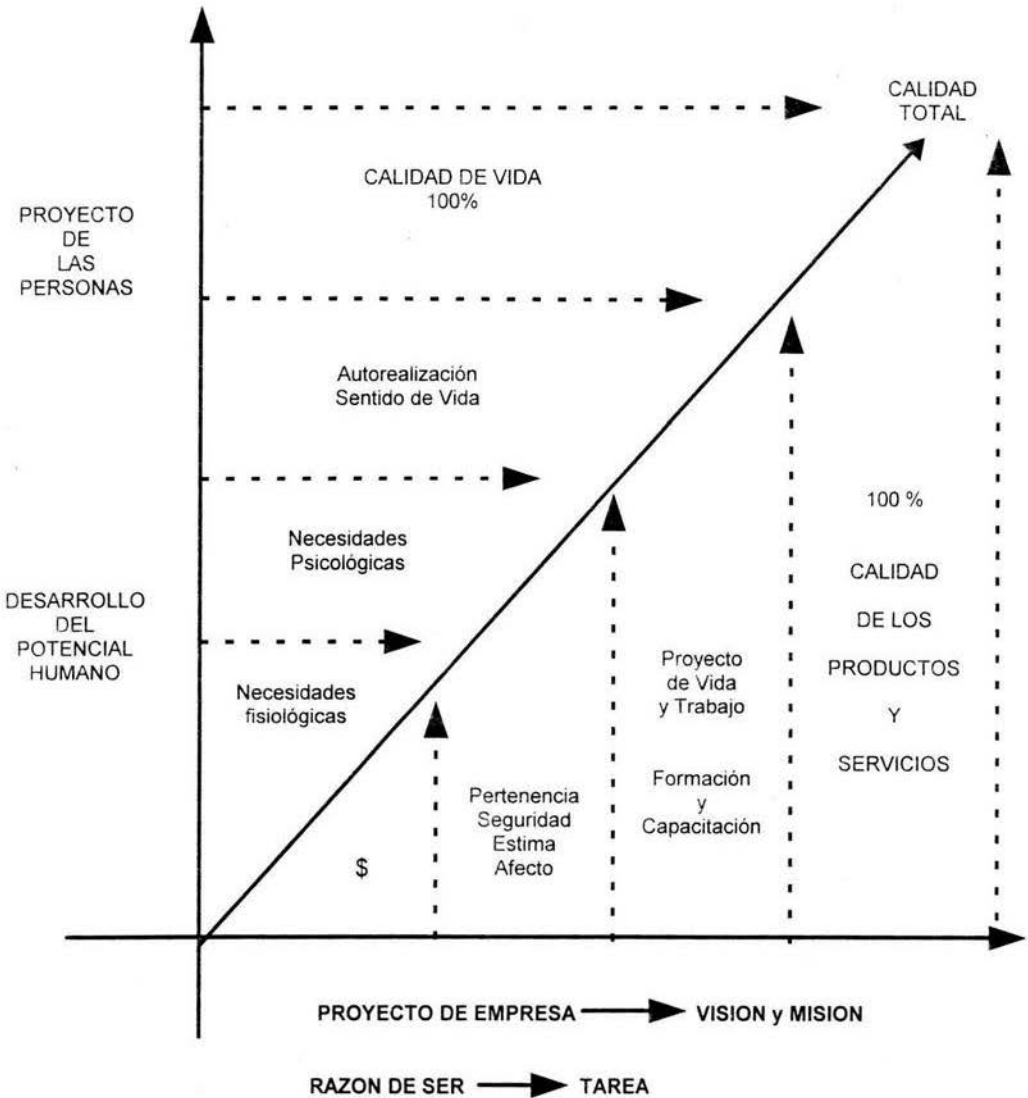 CALIDAD
TOTAL
CALIDAD DE VIDA
100%
PROYECTO
DE
LAS
PERSONAS
Autorealización
Sentido de Vida
Necesidades
Psicológicas
DESARROLLO
DEL
POTENCIAL
HUMANO
Necesidades
fisiológicas
$
Pertenencia
Seguridad
Estima
Afecto
Proyecto
de Vida
y Trabajo
Formación
y
Capacitación
100 %
CALIDAD
DE LOS
PRODUCTOS
Y
SERVICIOS
PROYECTO DE EMPRESA VISION y MISION
RAZON DE SER TAREA